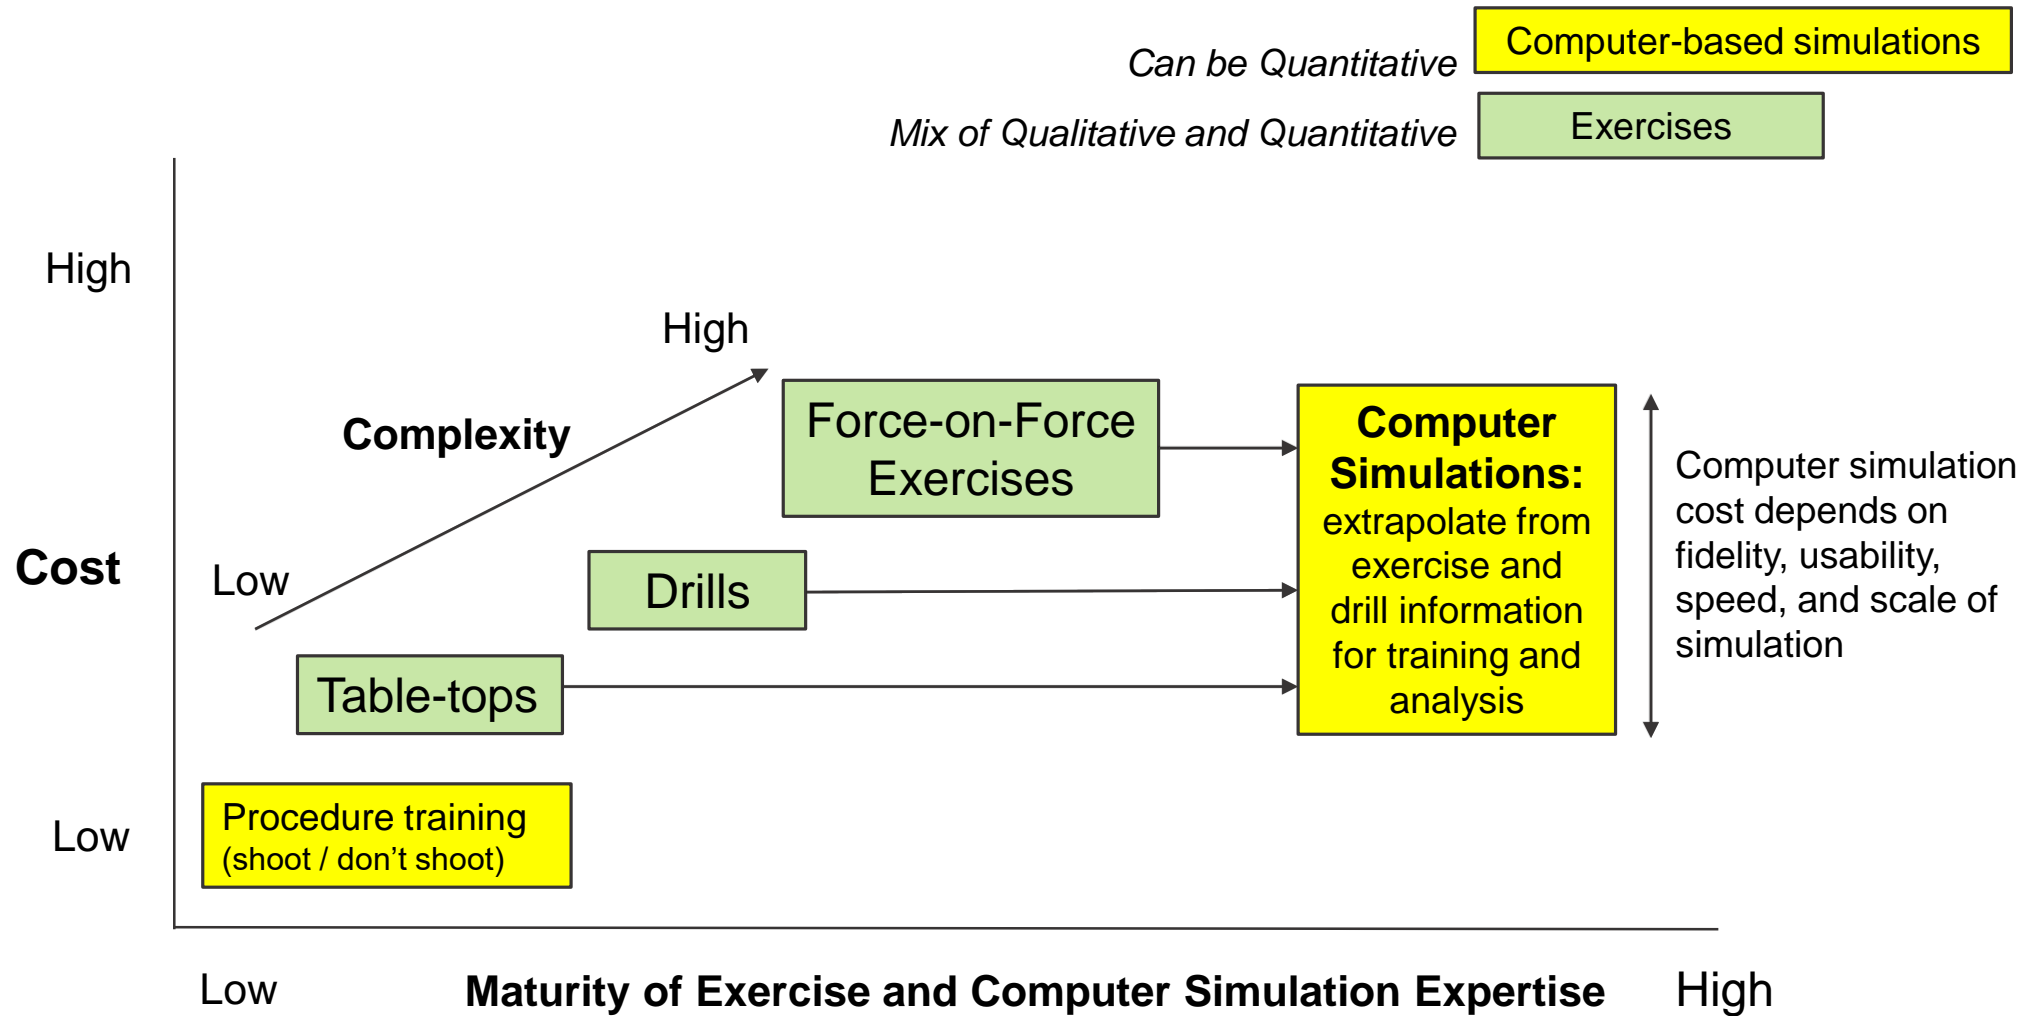 Can be Quantitative
Computer-based simulations
Mix of Qualitative and Quantitative
Exercises
High
High
Complexity
Low
Cost
Force-on-Force
Exercises
Drills
Table-tops
Procedure training
(shoot / don’t shoot)
Computer
Simulations:
extrapolate from
exercise and
drill information
for training and
analysis
Computer simulation
cost depends on
fidelity, usability,
speed, and scale of
simulation
Low
Low
Maturity of Exercise and Computer Simulation Expertise
High